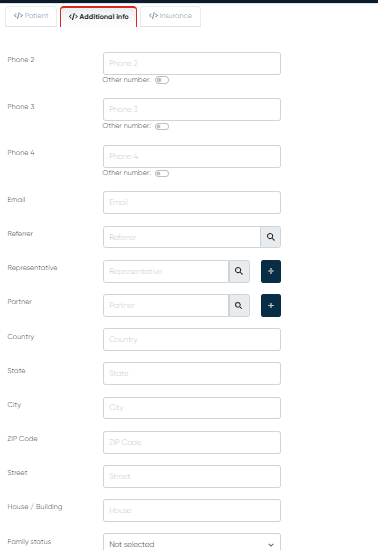 </> Patient </> Additional info </> Insurance
Phone 2 Phone 2
Other number:
Phone 3 Phone 3
Other number:
Phone 4 Phone 4
Other number:
Email Email
Referrer Referrer
Representative Representative +
Partner Partner +
Country Country
State State
City City
ZIP Code ZIP Code
Street Street
House / Building House
Family status Not selected